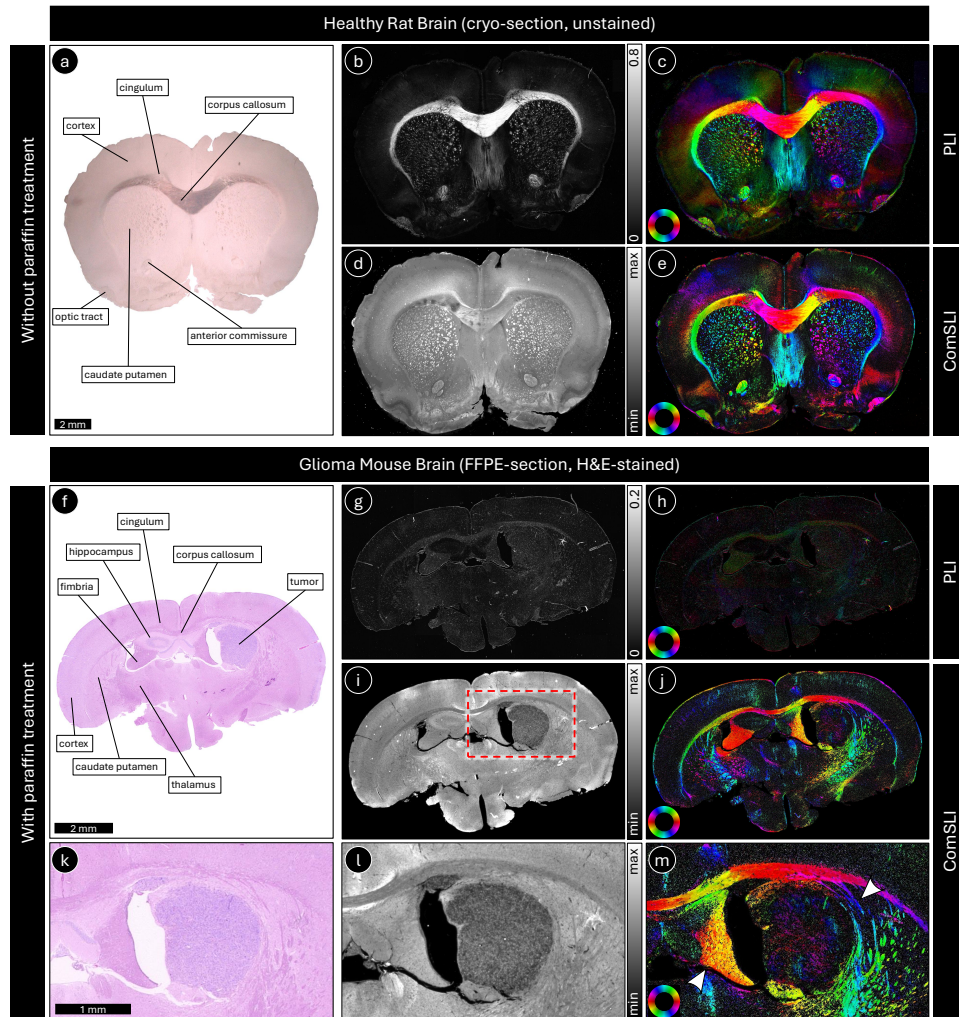 Healthy Rat Brain (cryo-section, unstained)
Without paraffin treatment
a
cingulum
corpus callosum
cortex
optic tract
anterior commissure
caudate putamen
2 mm
b
0.8
0
c
PLI
d
max
min
e
ComSLI
Glioma Mouse Brain (FFPE-section, H&E-stained)
With paraffin treatment
f
cingulum
hippocampus
corpus callosum
fimbria
tumor
cortex
caudate putamen
thalamus
2 mm
g
0.2
0
h
PLI
i
max
min
j
ComSLI
k
1 mm
l
max
min
m